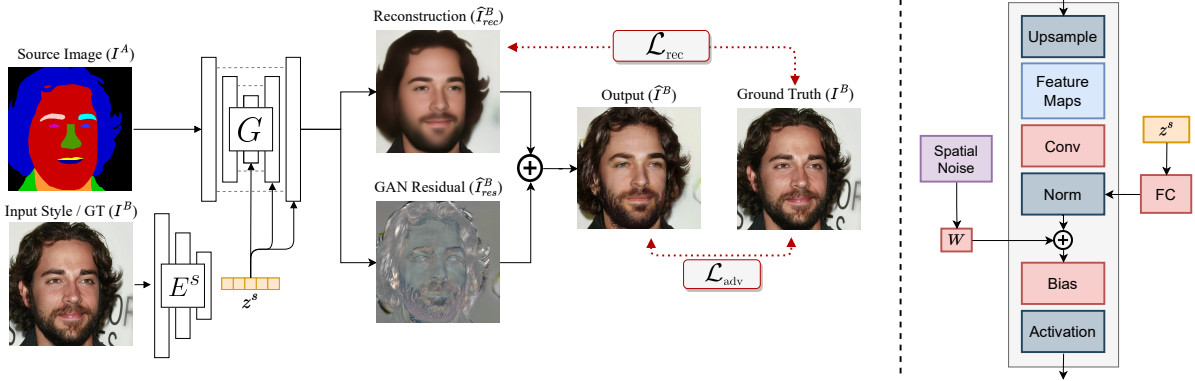 Source Image (I^A)
G
Input Style / GT (I^B)
E^s
z^s
Reconstruction (Î^B_rec)
GAN Residual (Î^B_res)
L_rec
Output (Î^B)
Ground Truth (I^B)
L_adv
Upsample
Feature
Maps
Conv
Norm
Bias
Activation
Spatial
Noise
W
z^s
FC